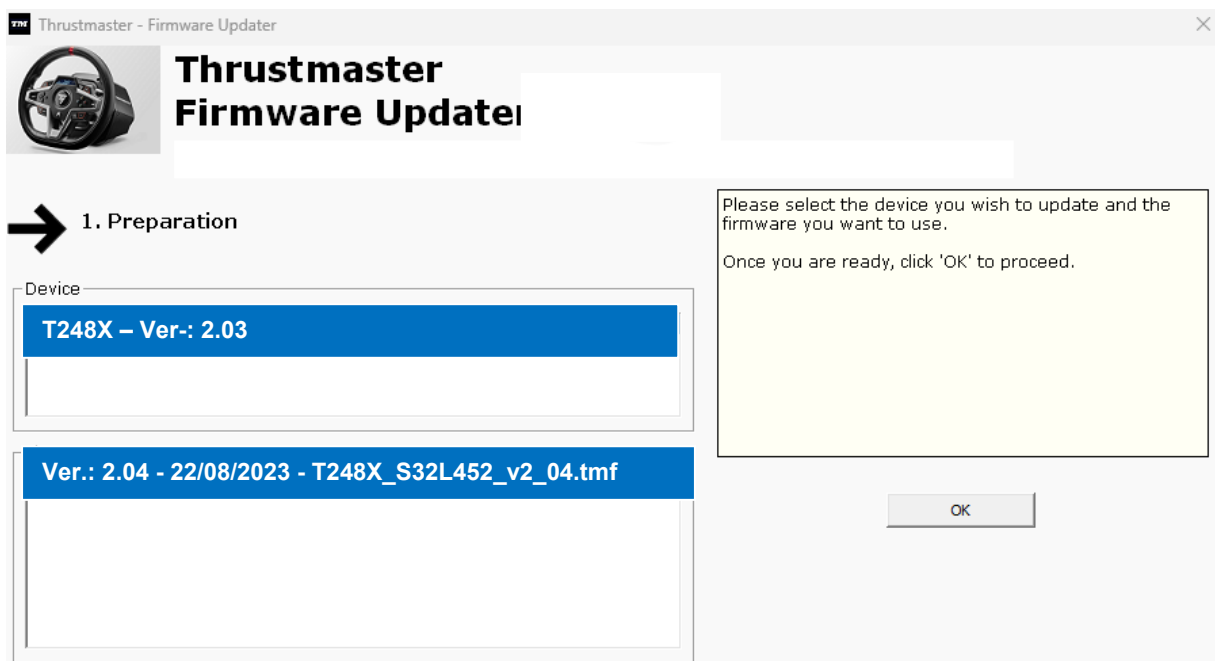 TM Thrustmaster - Firmware Updater
Thrustmaster
Firmware Updater
1. Preparation
Please select the device you wish to update and the
firmware you want to use.
Once you are ready, click 'OK' to proceed.
Device
T248X – Ver-: 2.03
Ver.: 2.04 - 22/08/2023 - T248X_S32L452_v2_04.tmf
OK